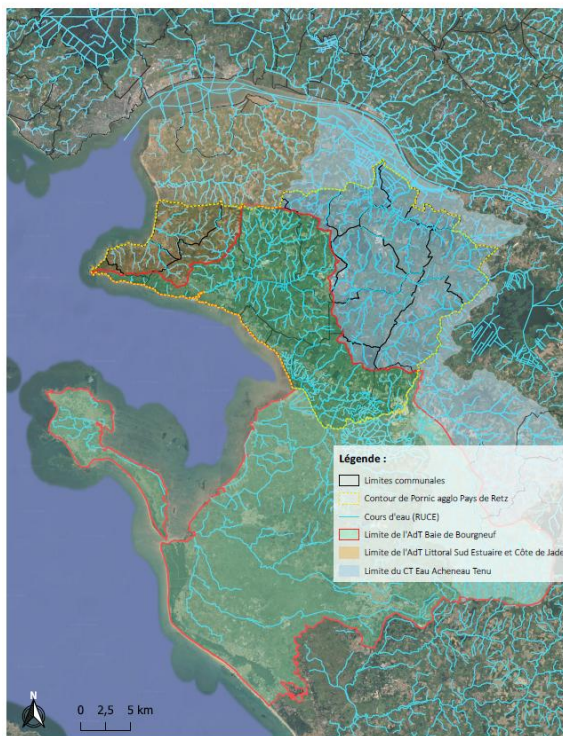 Légende :
Limites communales
Contour de Pornic agglo Pays de Retz
Cours d'eau (RUCE)
Limite de l'AdT Baie de Bourgneuf
Limite de l'AdT Littoral Sud Estuaire et Côte de Jade
Limite du CT Eau Acheneau Tenu
N
0 2,5 5 km